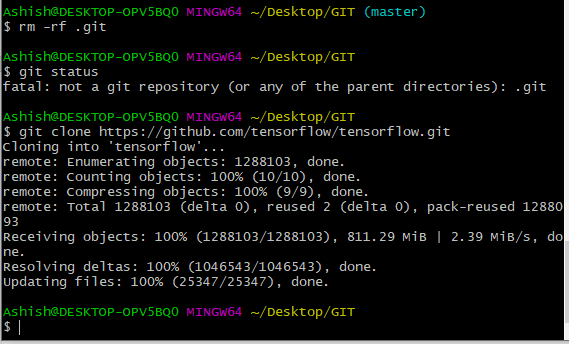 Ashish@DESKTOP-OPV5BQ0 MINGW64 ~/Desktop/GIT (master)
$ rm -rf .git
Ashish@DESKTOP-OPV5BQ0 MINGW64 ~/Desktop/GIT
$ git status
fatal: not a git repository (or any of the parent directories): .git
Ashish@DESKTOP-OPV5BQ0 MINGW64 ~/Desktop/GIT
$ git clone https://github.com/tensorflow/tensorflow.git
Cloning into 'tensorflow'...
remote: Enumerating objects: 1288103, done.
remote: Counting objects: 100% (10/10), done.
remote: Compressing objects: 100% (9/9), done.
remote: Total 1288103 (delta 0), reused 2 (delta 0), pack-reused 12880
93
Receiving objects: 100% (1288103/1288103), 811.29 MiB | 2.39 MiB/s, do
ne.
Resolving deltas: 100% (1046543/1046543), done.
Updating files: 100% (25347/25347), done.
Ashish@DESKTOP-OPV5BQ0 MINGW64 ~/Desktop/GIT
$